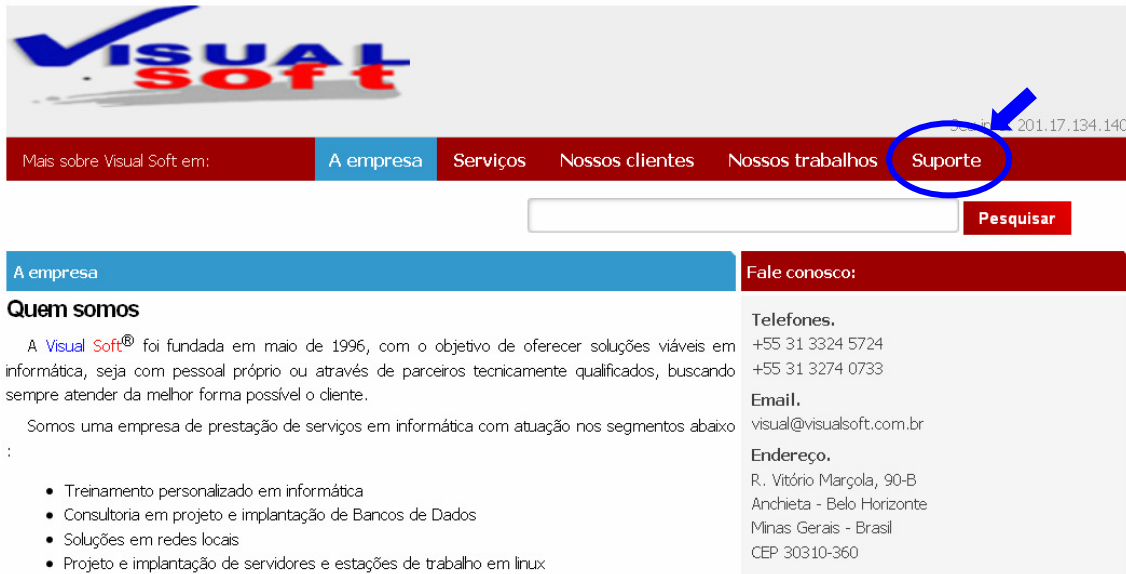 VISUAL
Soft
201.17.134.140
Mais sobre Visual Soft em:
A empresa Serviços Nossos clientes Nossos trabalhos Suporte
Pesquisar
A empresa
Quem somos
A Visual Soft® foi fundada em maio de 1996, com o objetivo de oferecer soluções viáveis em
informática, seja com pessoal próprio ou através de parceiros tecnicamente qualificados, buscando
sempre atender da melhor forma possível o cliente.
Somos uma empresa de prestação de serviços em informática com atuação nos segmentos abaixo
:
• Treinamento personalizado em informática
• Consultoria em projeto e implantação de Bancos de Dados
• Soluções em redes locais
• Projeto e implantação de servidores e estações de trabalho em linux
Fale conosco:
Telefones.
+55 31 3324 5724
+55 31 3274 0733
Email.
visual@visualsoft.com.br
Endereço.
R. Vitório Marçola, 90-B
Anchieta - Belo Horizonte
Minas Gerais - Brasil
CEP 30310-360